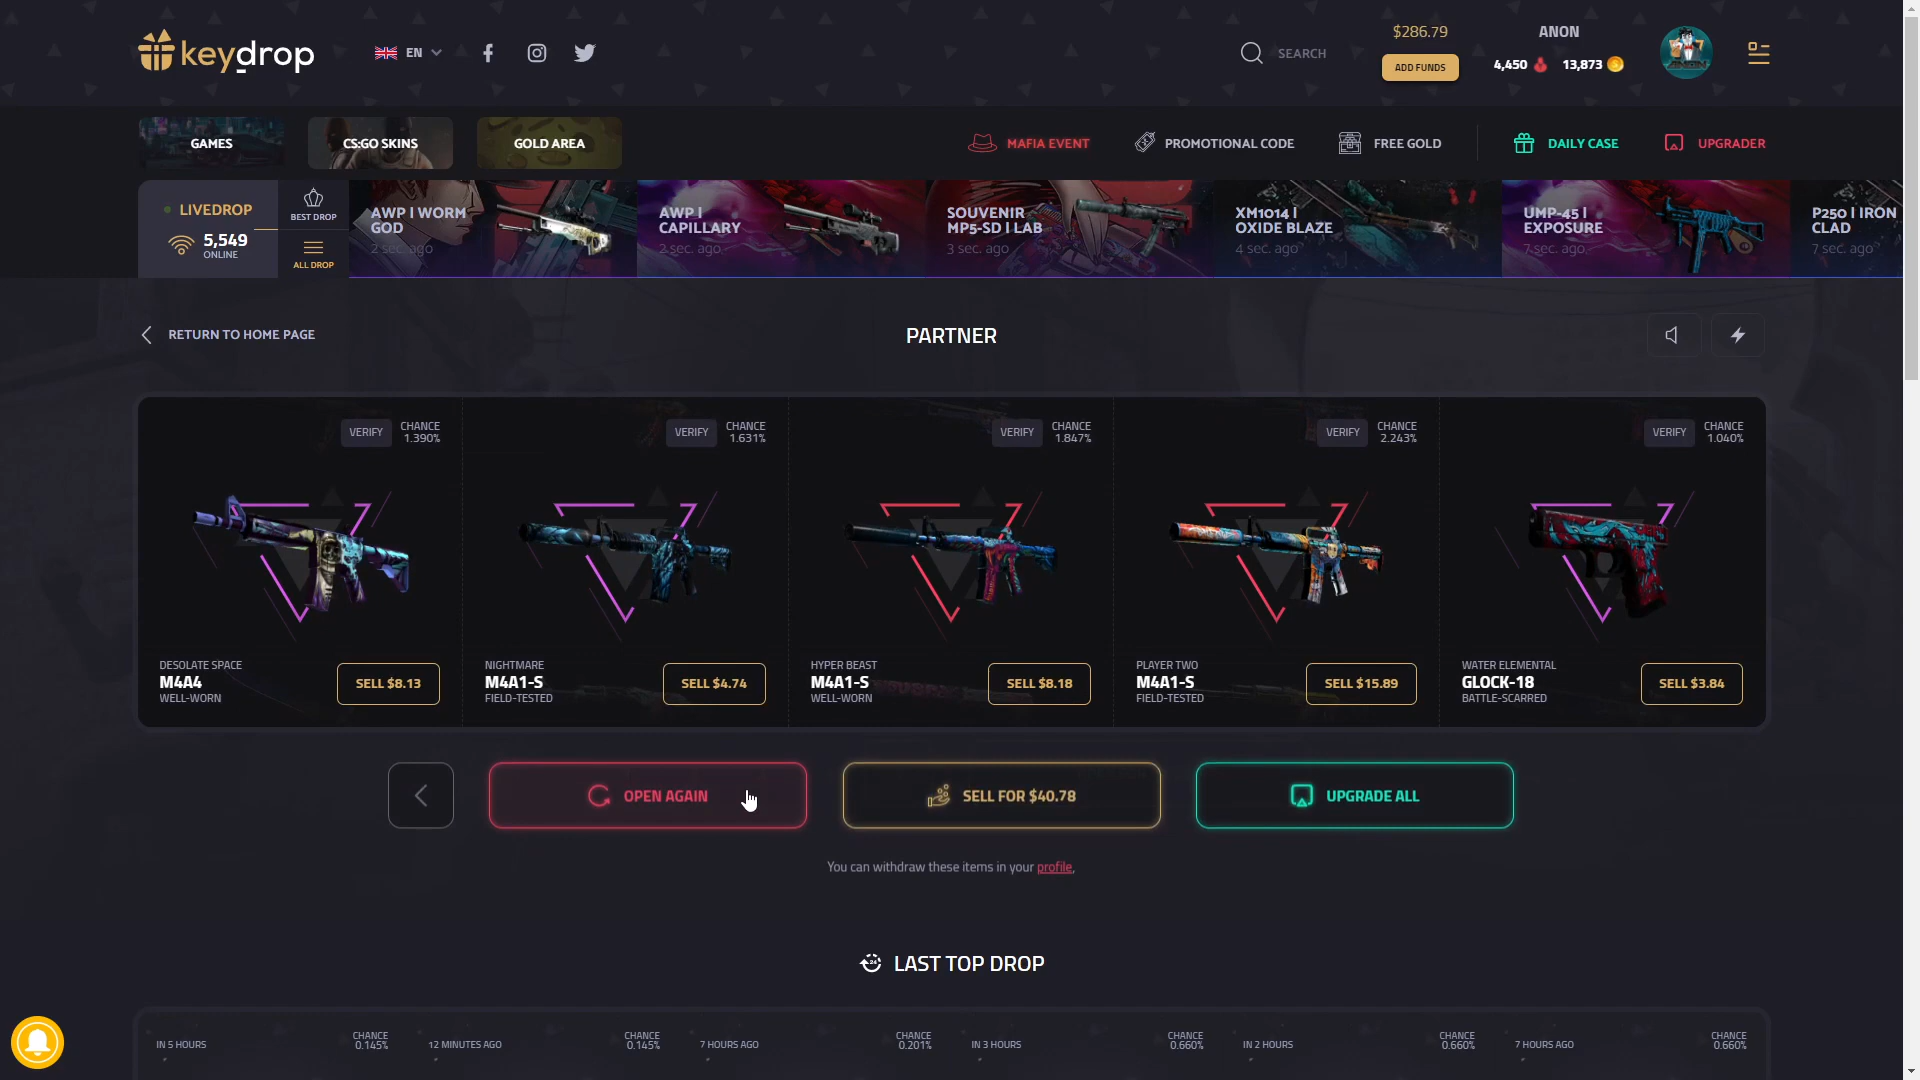 keydrop
EN
SEARCH
$286.79
ADD FUNDS
ANON
4,450
13,873
GAMES
CS:GO SKINS
GOLD AREA
MAFIA EVENT
PROMOTIONAL CODE
FREE GOLD
DAILY CASE
UPGRADER
LIVEDROP
5,549
ONLINE
BEST DROP
ALL DROP
AWP | WORM
GOD
2 sec. ago
AWP |
CAPILLARY
2 sec. ago
SOUVENIR
MP5-SD | LAB
3 sec. ago
XM1014 |
OXIDE BLAZE
4 sec. ago
UMP-45 |
EXPOSURE
7 sec. ago
P250 | IRON
CLAD
7 sec. ago
RETURN TO HOME PAGE
PARTNER
VERIFY
CHANCE
1.390%
DESOLATE SPACE
M4A4
WELL-WORN
SELL $8.13
VERIFY
CHANCE
1.631%
NIGHTMARE
M4A1-S
FIELD-TESTED
SELL $4.74
VERIFY
CHANCE
1.847%
HYPER BEAST
M4A1-S
WELL-WORN
SELL $8.18
VERIFY
CHANCE
2.243%
PLAYER TWO
M4A1-S
FIELD-TESTED
SELL $15.89
VERIFY
CHANCE
1.040%
WATER ELEMENTAL
GLOCK-18
BATTLE-SCARRED
SELL $3.84
OPEN AGAIN
SELL FOR $40.78
UPGRADE ALL
You can withdraw these items in your profile,
24
LAST TOP DROP
IN 5 HOURS
CHANCE
0.145%
12 MINUTES AGO
CHANCE
0.145%
7 HOURS AGO
CHANCE
0.201%
IN 3 HOURS
CHANCE
0.660%
IN 2 HOURS
CHANCE
0.660%
7 HOURS AGO
CHANCE
0.660%